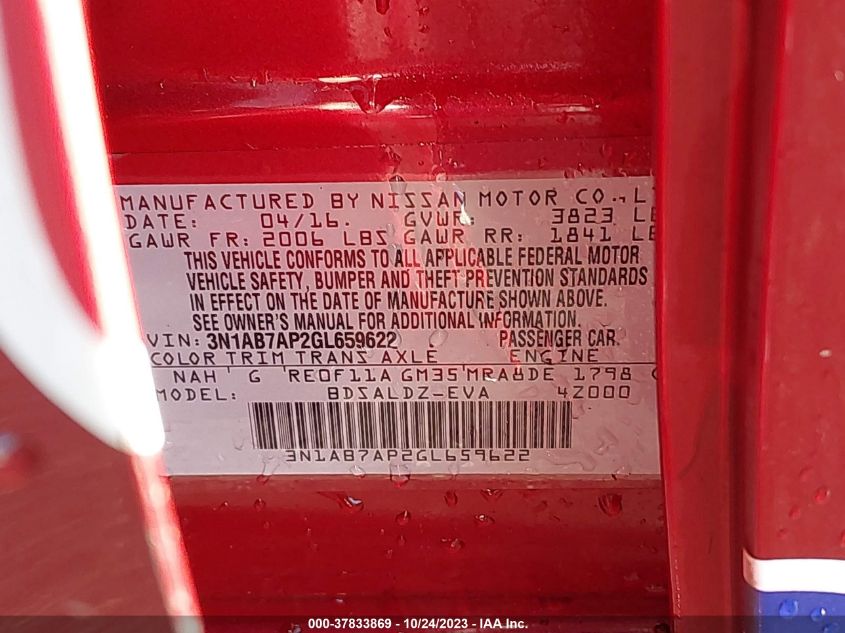 MANUFACTURED BY NISSAN MOTOR CO., L
DATE: 04/16. GVWR: 3823 L
GAWR FR: 2006 LBS GAWR RR: 1841 L
THIS VEHICLE CONFORMS TO ALL APPLICABLE FEDERAL MOTOR
VEHICLE SAFETY, BUMPER AND THEFT PREVENTION STANDARDS
IN EFFECT ON THE DATE OF MANUFACTURE SHOWN ABOVE.
SEE OWNER'S MANUAL FOR ADDITIONAL INFORMATION.
VIN: 3N1AB7AP2GL659622 PASSENGER CAR.
COLOR TRIM TRANS AXLE ENGINE
NAH G RE0F11A GM35 MRA8DE 1798
MODEL: BDSALDZ-EVA 4Z000
3N1AB7AP2GL659622
000-37833869 - 10/24/2023 - IAA Inc.